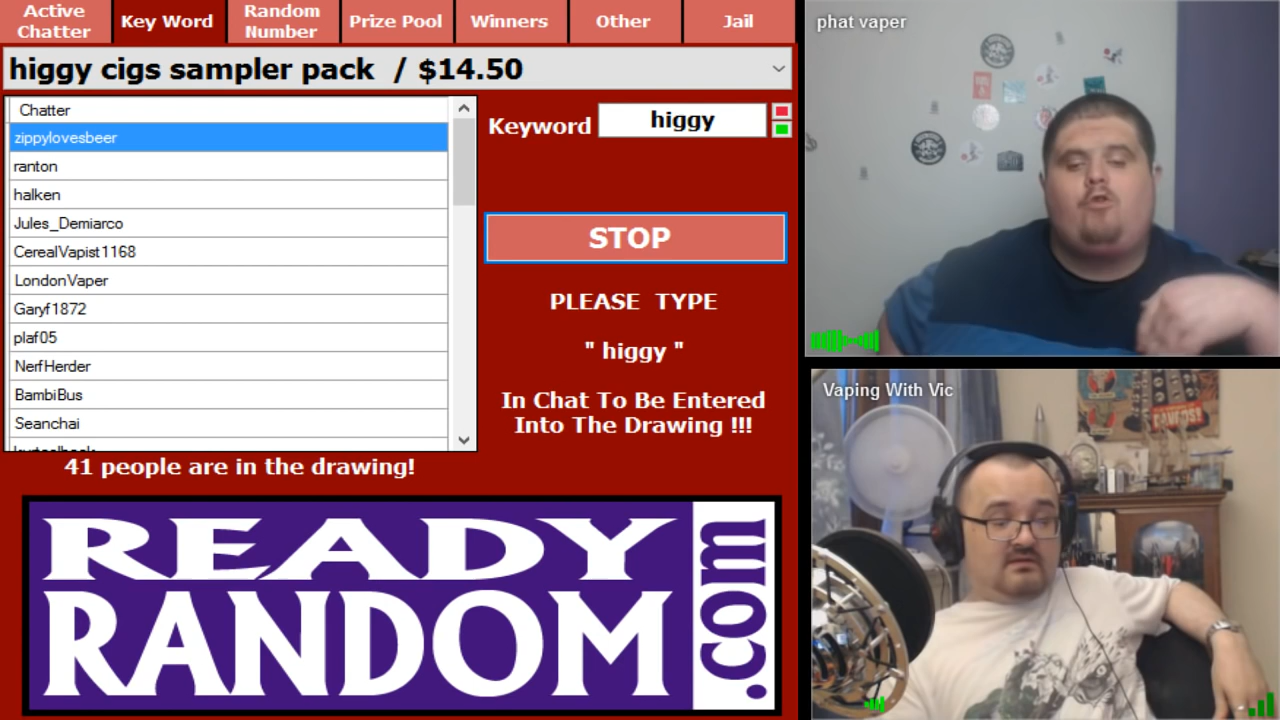 Active
Chatter
Key Word
Random
Number
Prize Pool
Winners
Other
Jail
higgy cigs sampler pack / $14.50
Chatter
zippylovesbeer
ranton
halken
Jules_Demiarco
CerealVapist1168
LondonVaper
Garyf1872
plaf05
NerfHerder
BambiBus
Seanchai
41 people are in the drawing!
Keyword
higgy
STOP
PLEASE TYPE
" higgy "
In Chat To Be Entered
Into The Drawing !!!
READY
RANDOM
.com
phat vaper
Vaping With Vic